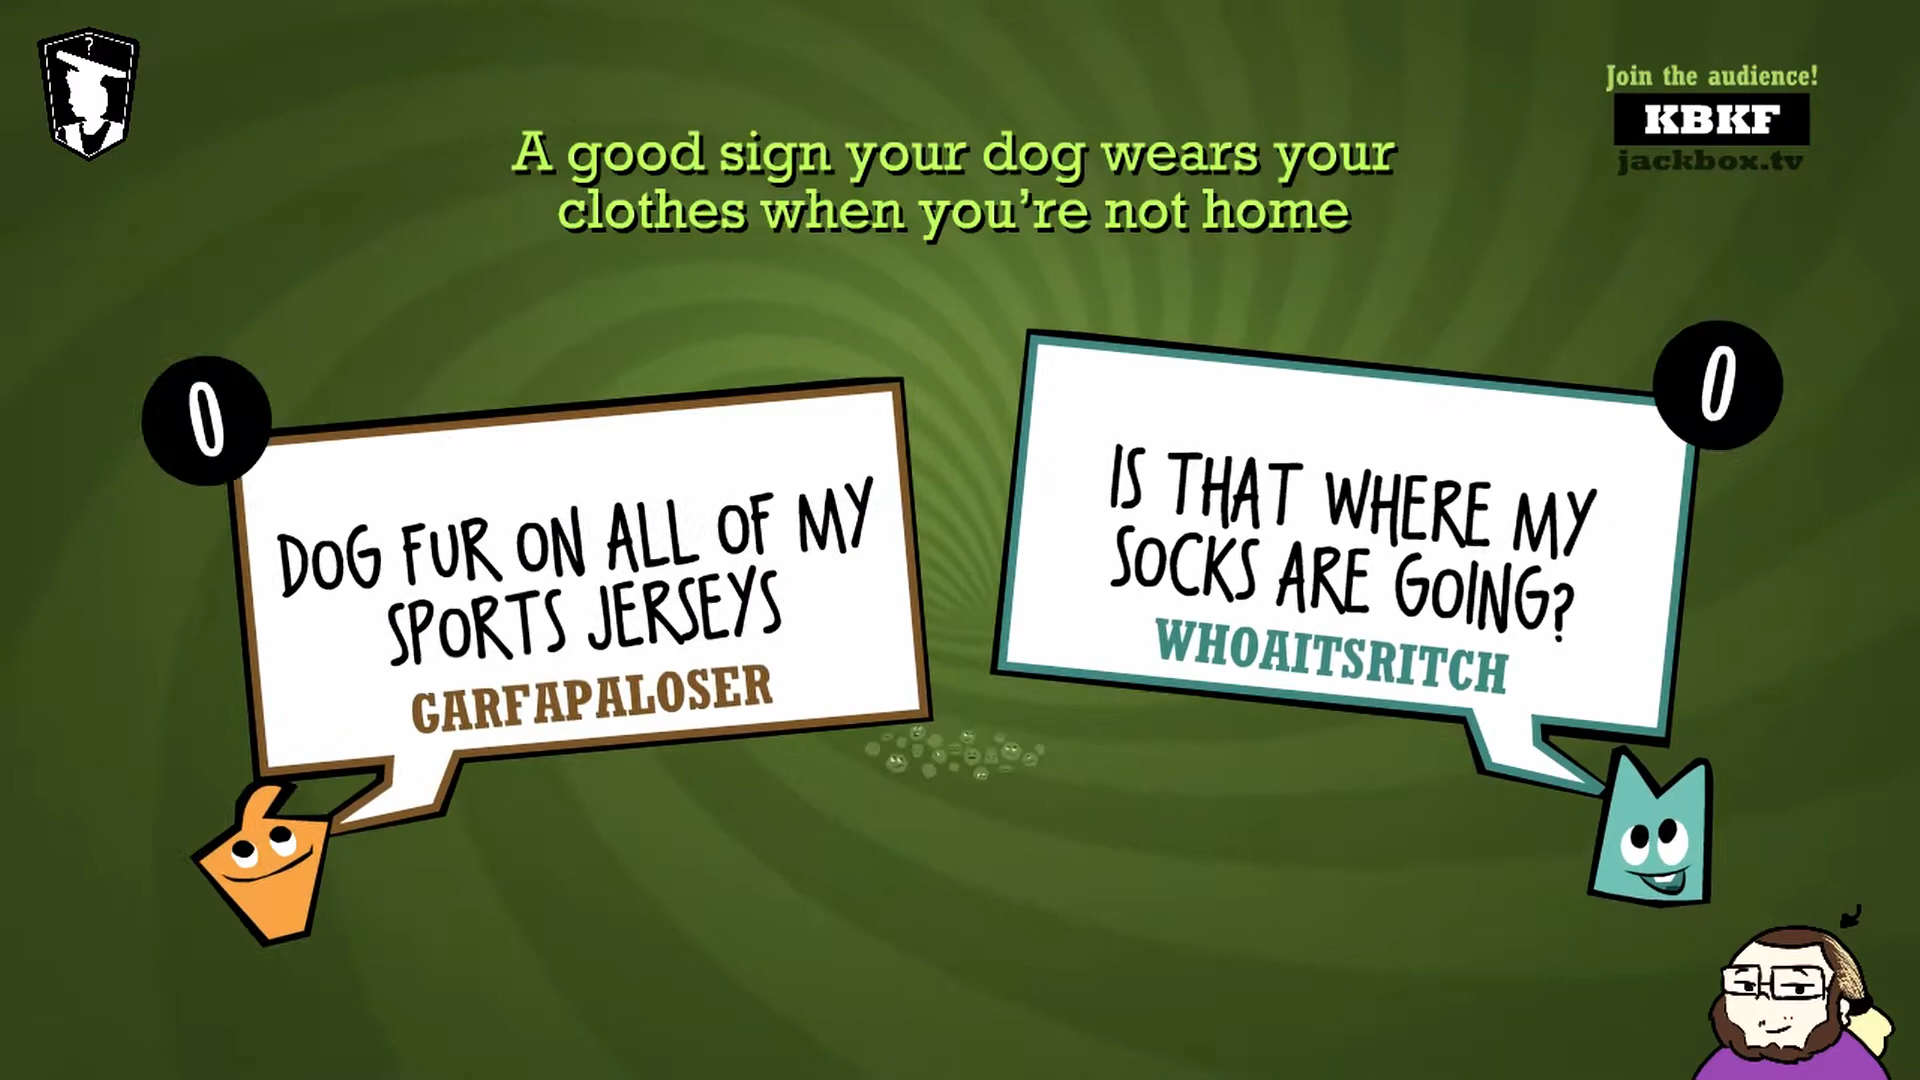 ?
Join the audience!
KBKF
jackbox.tv
A good sign your dog wears your
clothes when you're not home
0
DOG FUR ON ALL OF MY
SPORTS JERSEYS
GARFAPALOSER
0
IS THAT WHERE MY
SOCKS ARE GOING?
WHOAITSRITCH